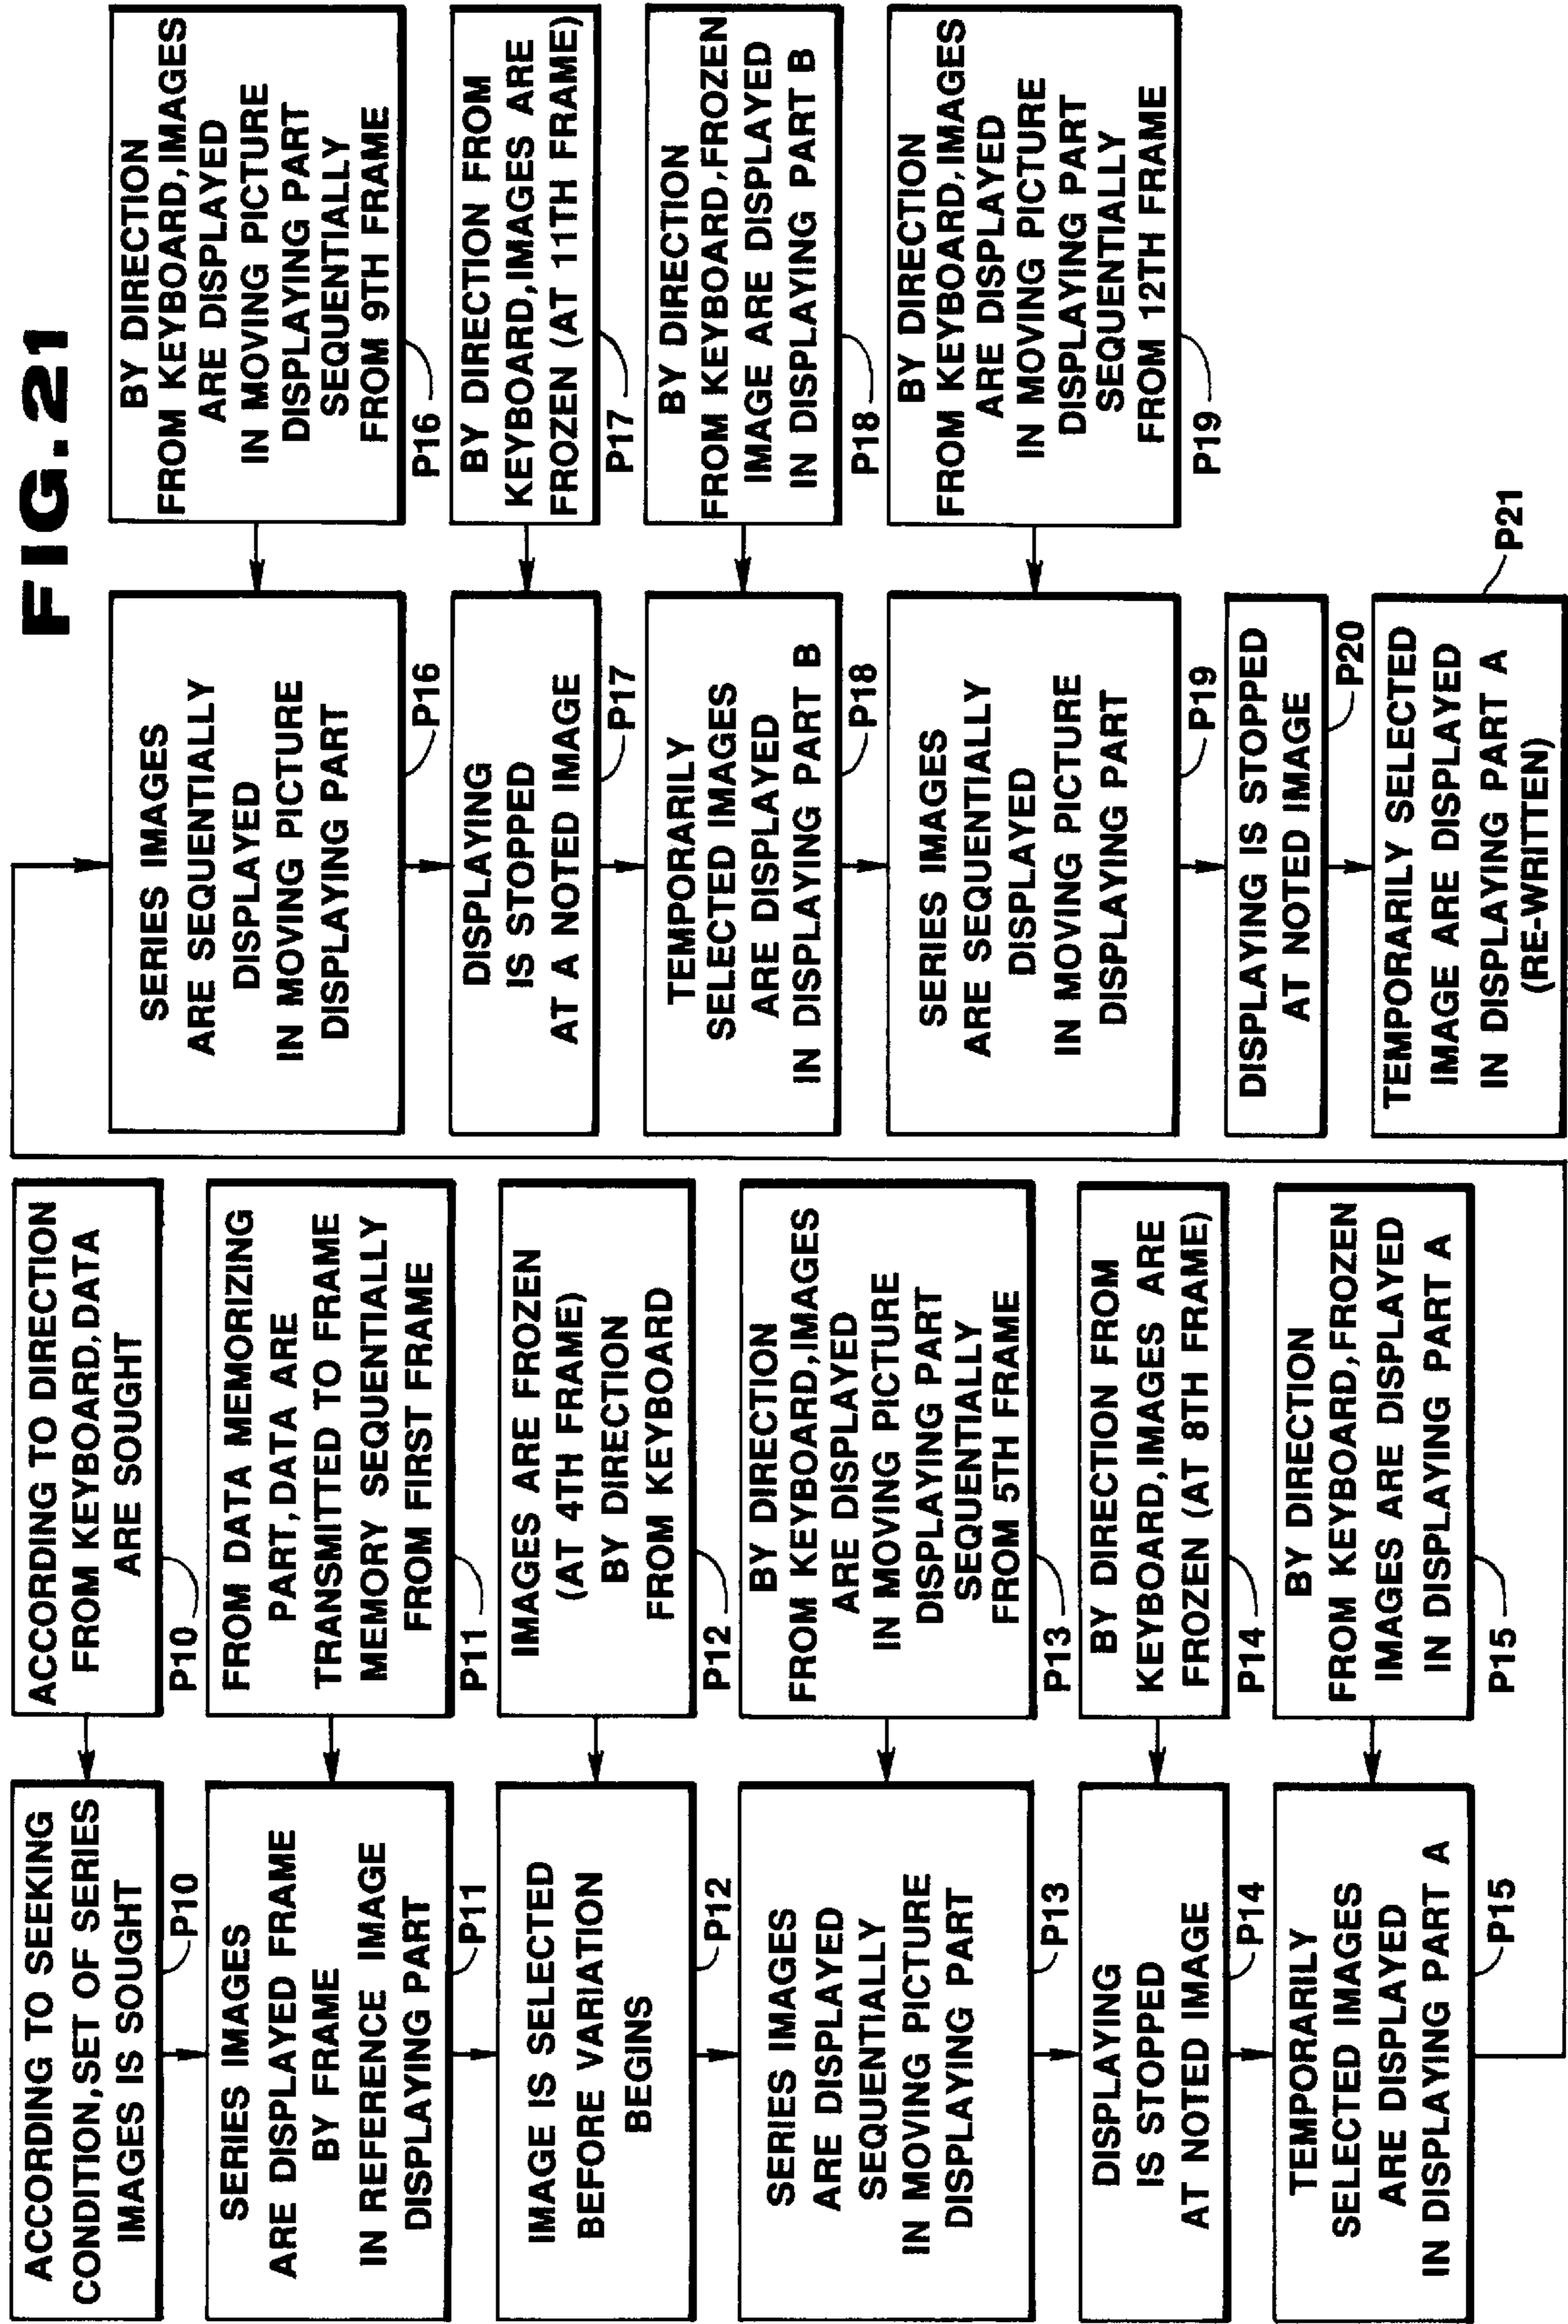 FIG.21
ACCORDING TO SEEKING
CONDITION,SET OF SERIES
IMAGES IS SOUGHT
P10
ACCORDING TO DIRECTION
FROM KEYBOARD,DATA
ARE SOUGHT
P10
SERIES IMAGES
ARE DISPLAYED FRAME
BY FRAME
IN REFERENCE IMAGE
DISPLAYING PART
P11
FROM DATA MEMORIZING
PART,DATA ARE
TRANSMITTED TO FRAME
MEMORY SEQUENTIALLY
FROM FIRST FRAME
P11
IMAGE IS SELECTED
BEFORE VARIATION
BEGINS
P12
IMAGES ARE FROZEN
(AT 4TH FRAME)
BY DIRECTION
FROM KEYBOARD
P12
SERIES IMAGES
ARE DISPLAYED
SEQUENTIALLY
IN MOVING PICTURE
DISPLAYING PART
P13
BY DIRECTION
FROM KEYBOARD,IMAGES
ARE DISPLAYED
IN MOVING PICTURE
DISPLAYING PART
SEQUENTIALLY
FROM 5TH FRAME
P13
DISPLAYING
IS STOPPED
AT NOTED IMAGE
P14
BY DIRECTION FROM
KEYBOARD,IMAGES ARE
FROZEN (AT 8TH FRAME)
P14
TEMPORARILY
SELECTED IMAGES
ARE DISPLAYED
IN DISPLAYING PART A
P15
BY DIRECTION
FROM KEYBOARD,FROZEN
IMAGES ARE DISPLAYED
IN DISPLAYING PART A
P15
SERIES IMAGES
ARE SEQUENTIALLY
DISPLAYED
IN MOVING PICTURE
DISPLAYING PART
P16
BY DIRECTION
FROM KEYBOARD,IMAGES
ARE DISPLAYED
IN MOVING PICTURE
DISPLAYING PART
SEQUENTIALLY
FROM 9TH FRAME
P16
DISPLAYING
IS STOPPED
AT A NOTED IMAGE
P17
BY DIRECTION FROM
KEYBOARD,IMAGES ARE
FROZEN (AT 11TH FRAME)
P17
TEMPORARILY
SELECTED IMAGES
ARE DISPLAYED
IN DISPLAYING PART B
P18
BY DIRECTION
FROM KEYBOARD,FROZEN
IMAGE ARE DISPLAYED
IN DISPLAYING PART B
P18
SERIES IMAGES
ARE SEQUENTIALLY
DISPLAYED
IN MOVING PICTURE
DISPLAYING PART
P19
BY DIRECTION
FROM KEYBOARD,IMAGES
ARE DISPLAYED
IN MOVING PICTURE
DISPLAYING PART
SEQUENTIALLY
FROM 12TH FRAME
P19
DISPLAYING IS STOPPED
AT NOTED IMAGE
P20
TEMPORARILY SELECTED
IMAGE ARE DISPLAYED
IN DISPLAYING PART A
(RE-WRITTEN)
P21